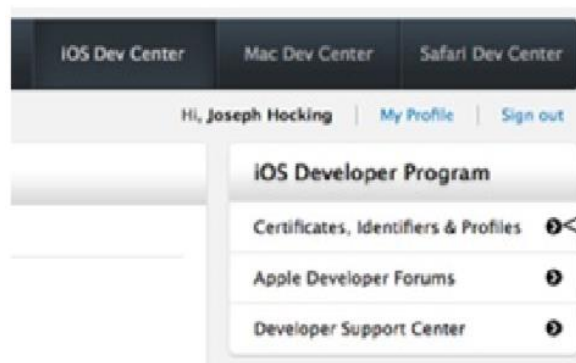 iOS Dev Center Mac Dev Center Safari Dev Center
Hi, Joseph Hocking | My Profile | Sign out
iOS Developer Program
Certificates, Identifiers & Profiles
Apple Developer Forums
Developer Support Center